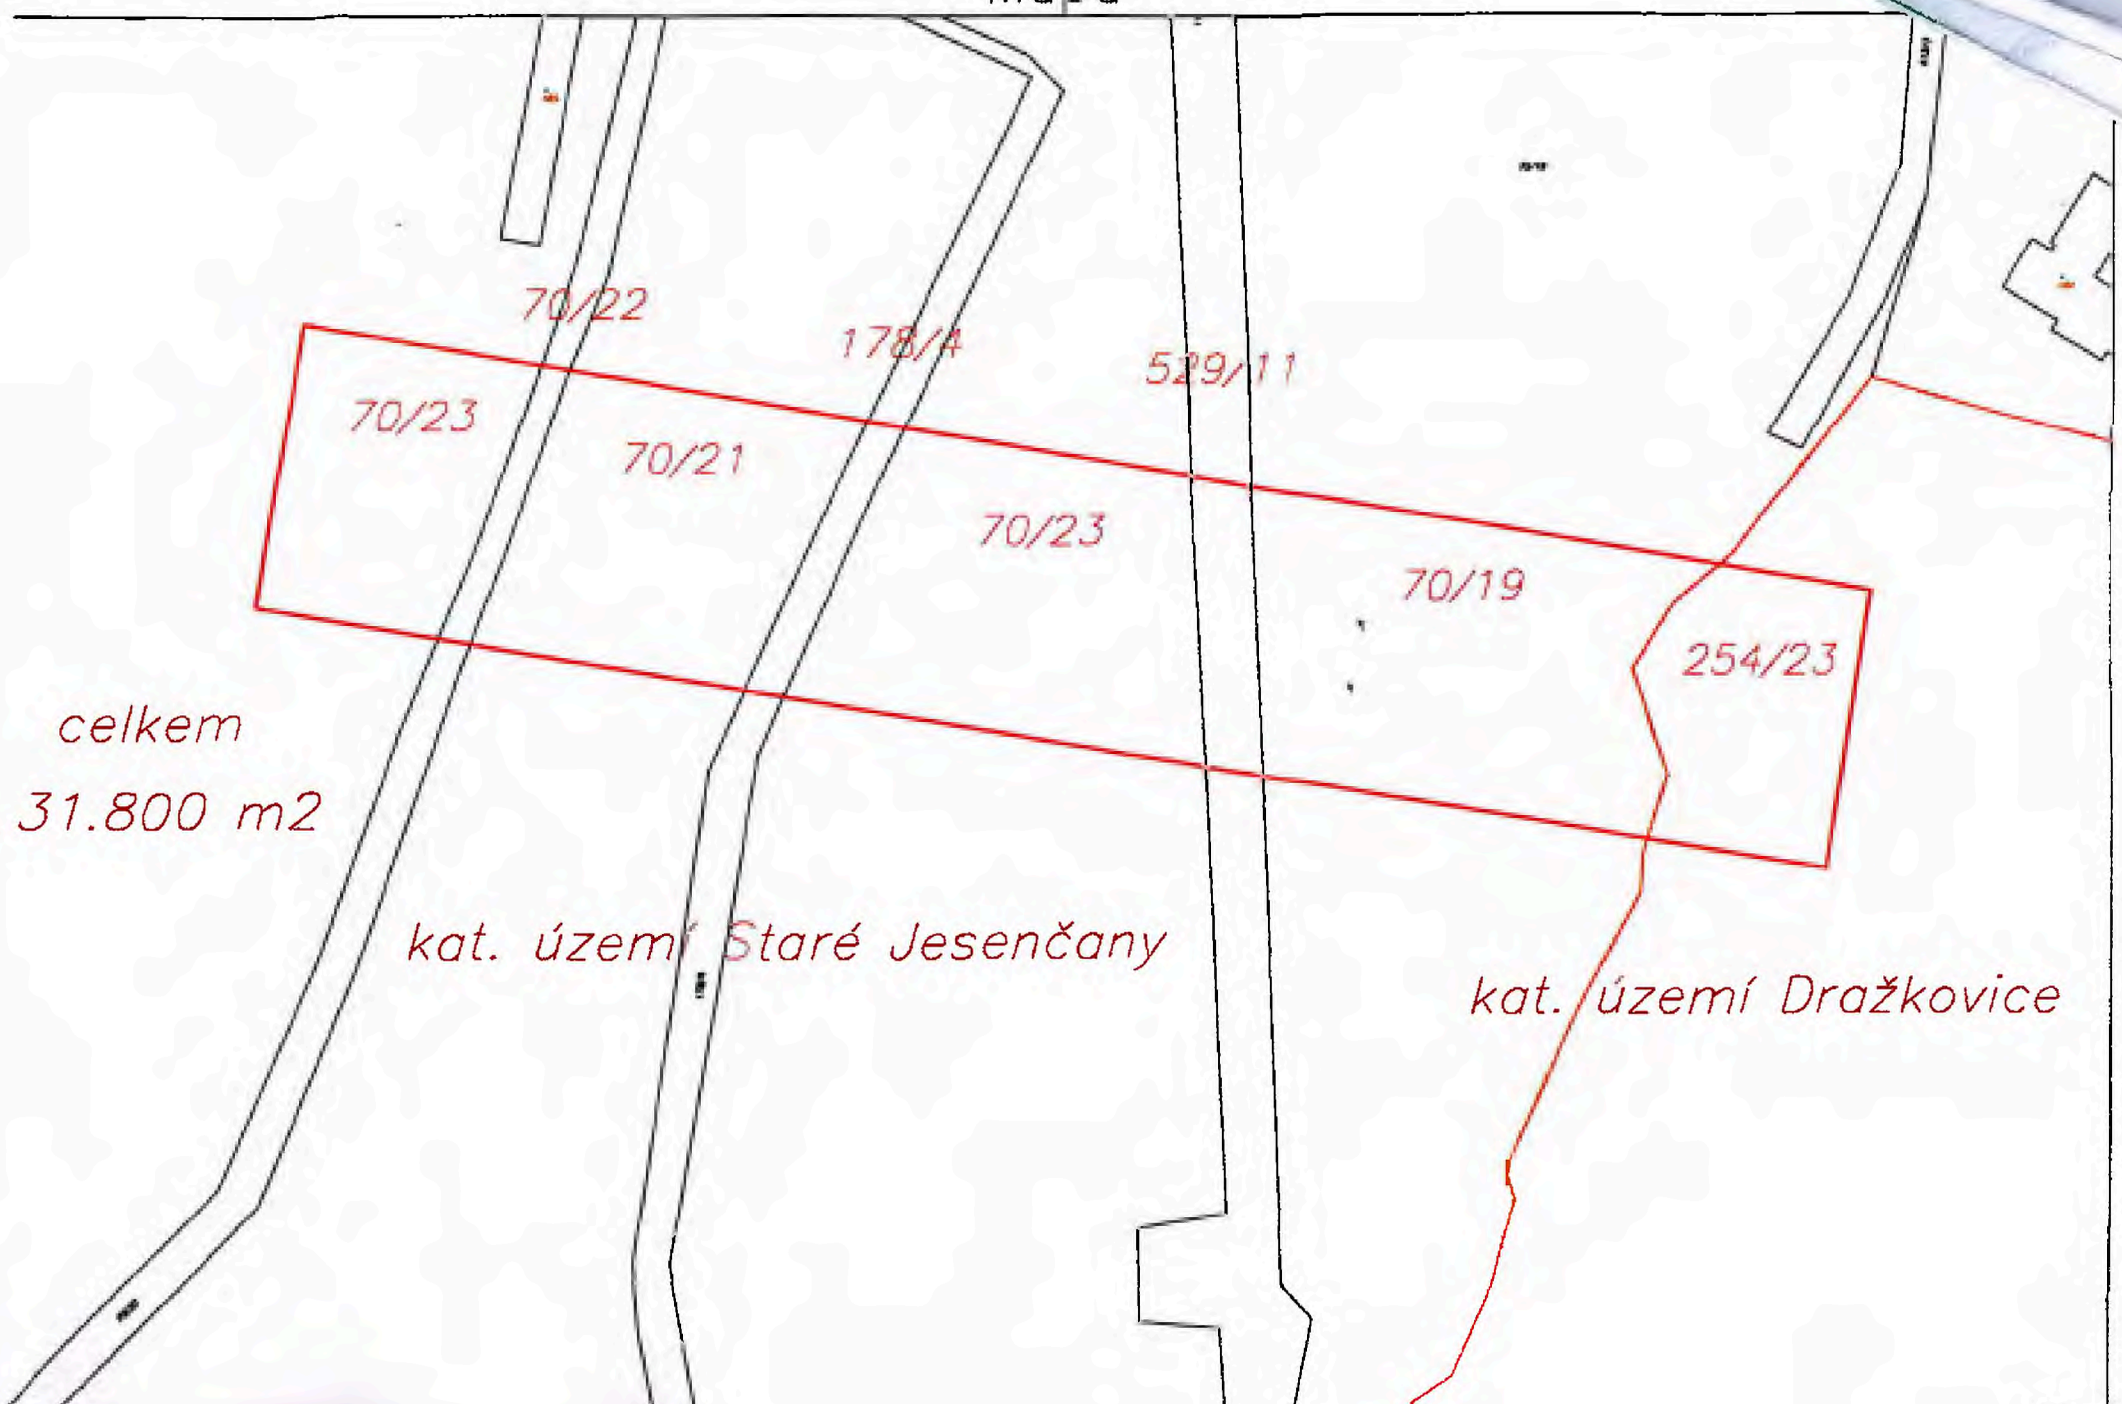 70/22
178/4
529/11
70/23
70/21
70/23
70/19
254/23
celkem
31.800 m2
kat. území Staré Jesenčany
kat. území Dražkovice